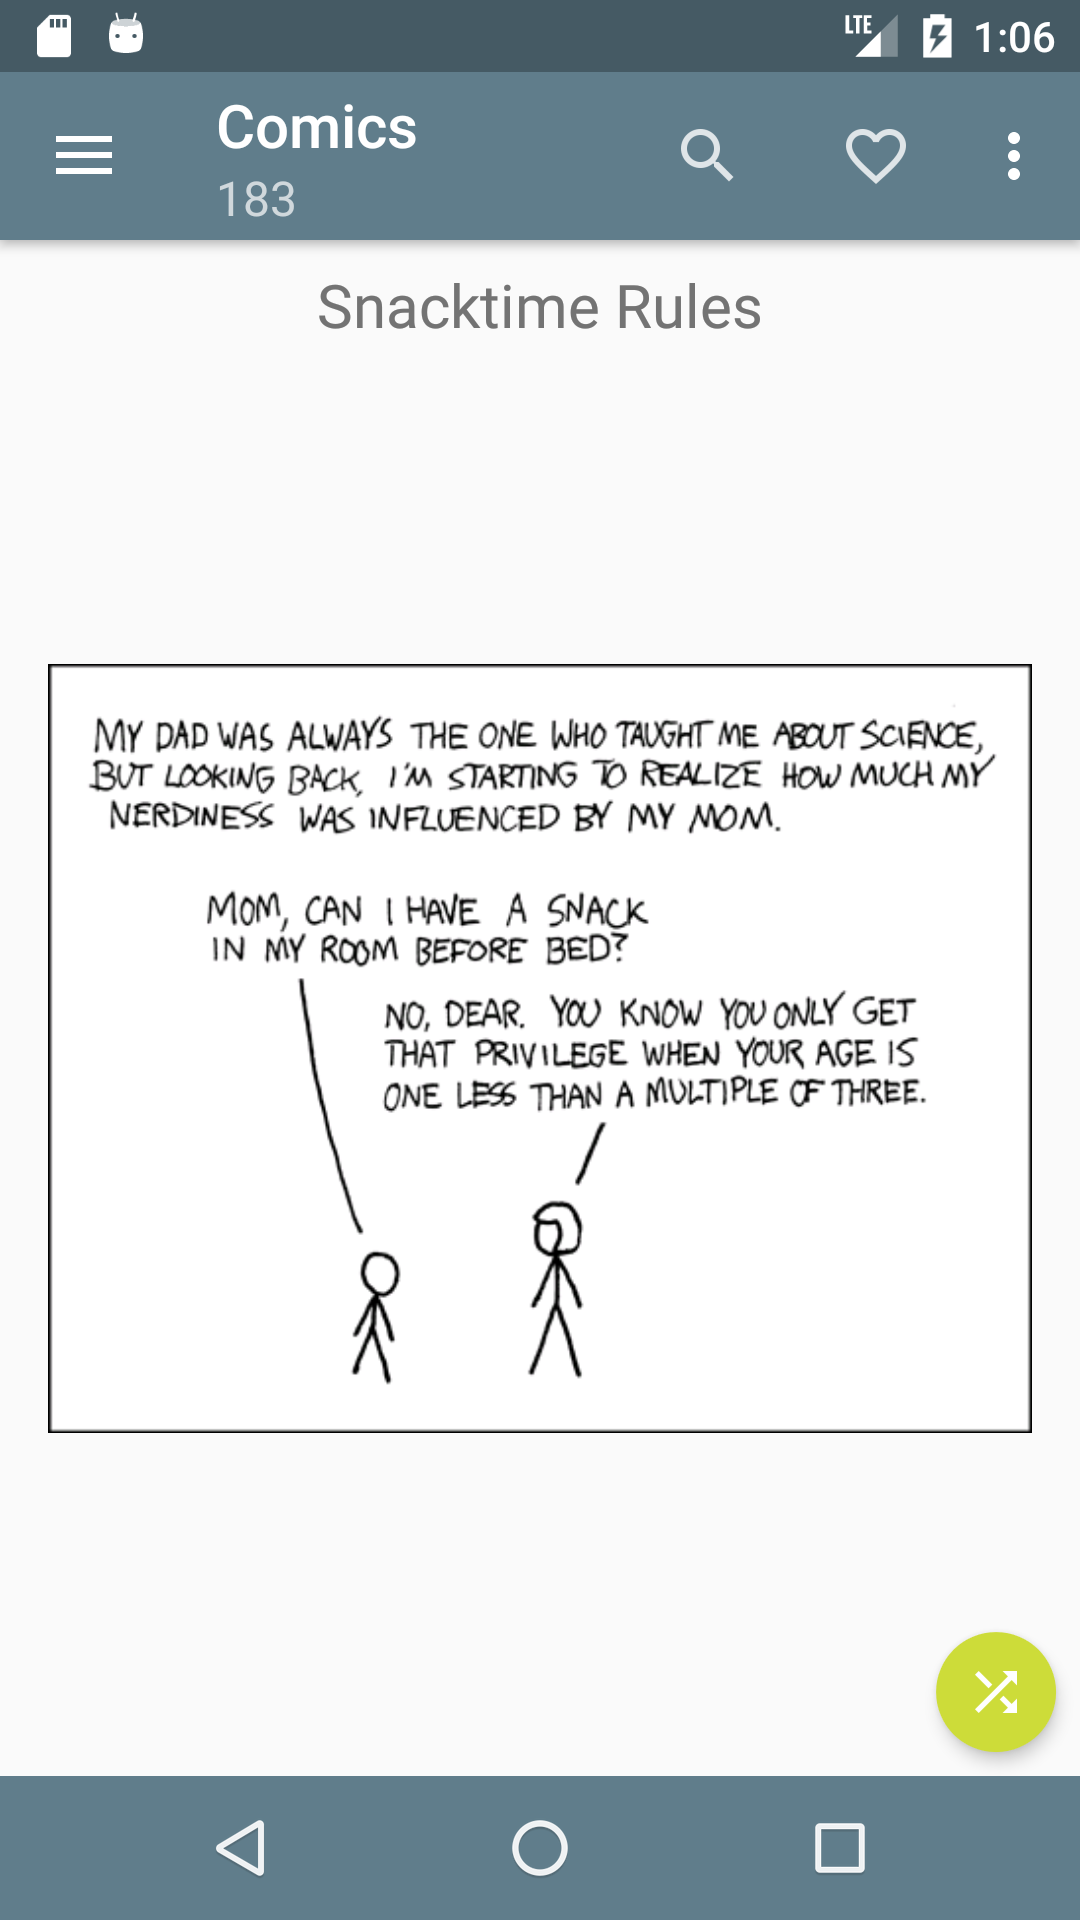 LTE 1:06
Comics
183
Snacktime Rules
MY DAD WAS ALWAYS THE ONE WHO TAUGHT ME ABOUT SCIENCE,
BUT LOOKING BACK, I'M STARTING TO REALIZE HOW MUCH MY
NERDINESS WAS INFLUENCED BY MY MOM.
MOM, CAN I HAVE A SNACK
IN MY ROOM BEFORE BED?
NO, DEAR. YOU KNOW YOU ONLY GET
THAT PRIVILEGE WHEN YOUR AGE IS
ONE LESS THAN A MULTIPLE OF THREE.